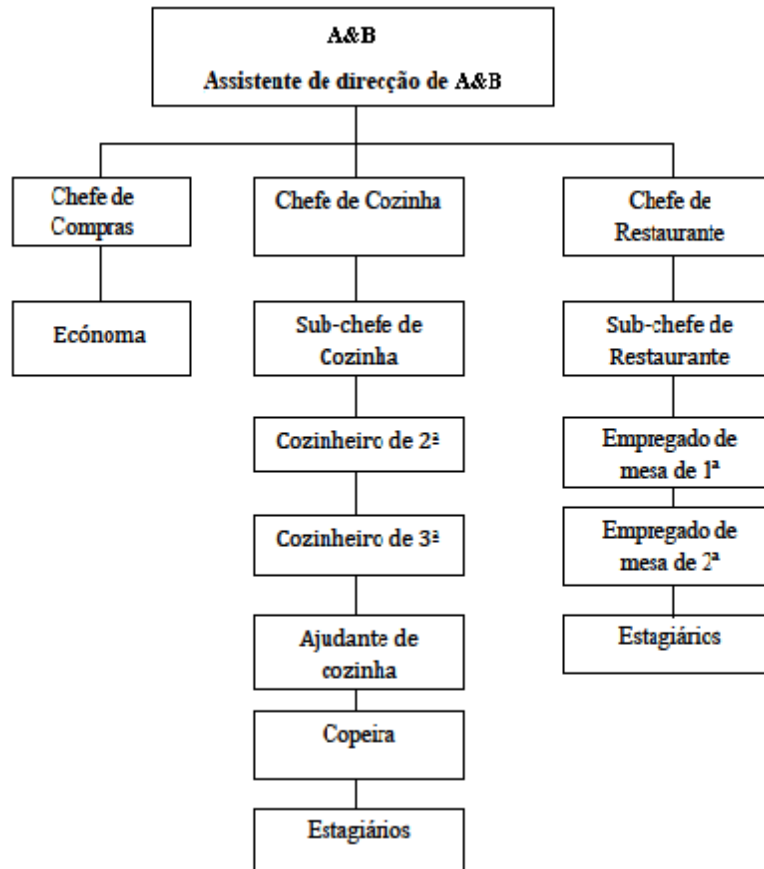 A&B
Assistente de direcção de A&B
Chefe de
Compras
Chefe de Cozinha
Chefe de
Restaurante
Ecónoma
Sub-chefe de
Cozinha
Sub-chefe de
Restaurante
Cozinheiro de 2ª
Empregado de
mesa de 1ª
Cozinheiro de 3ª
Empregado de
mesa de 2ª
Ajudante de
cozinha
Estagiários
Copeira
Estagiários